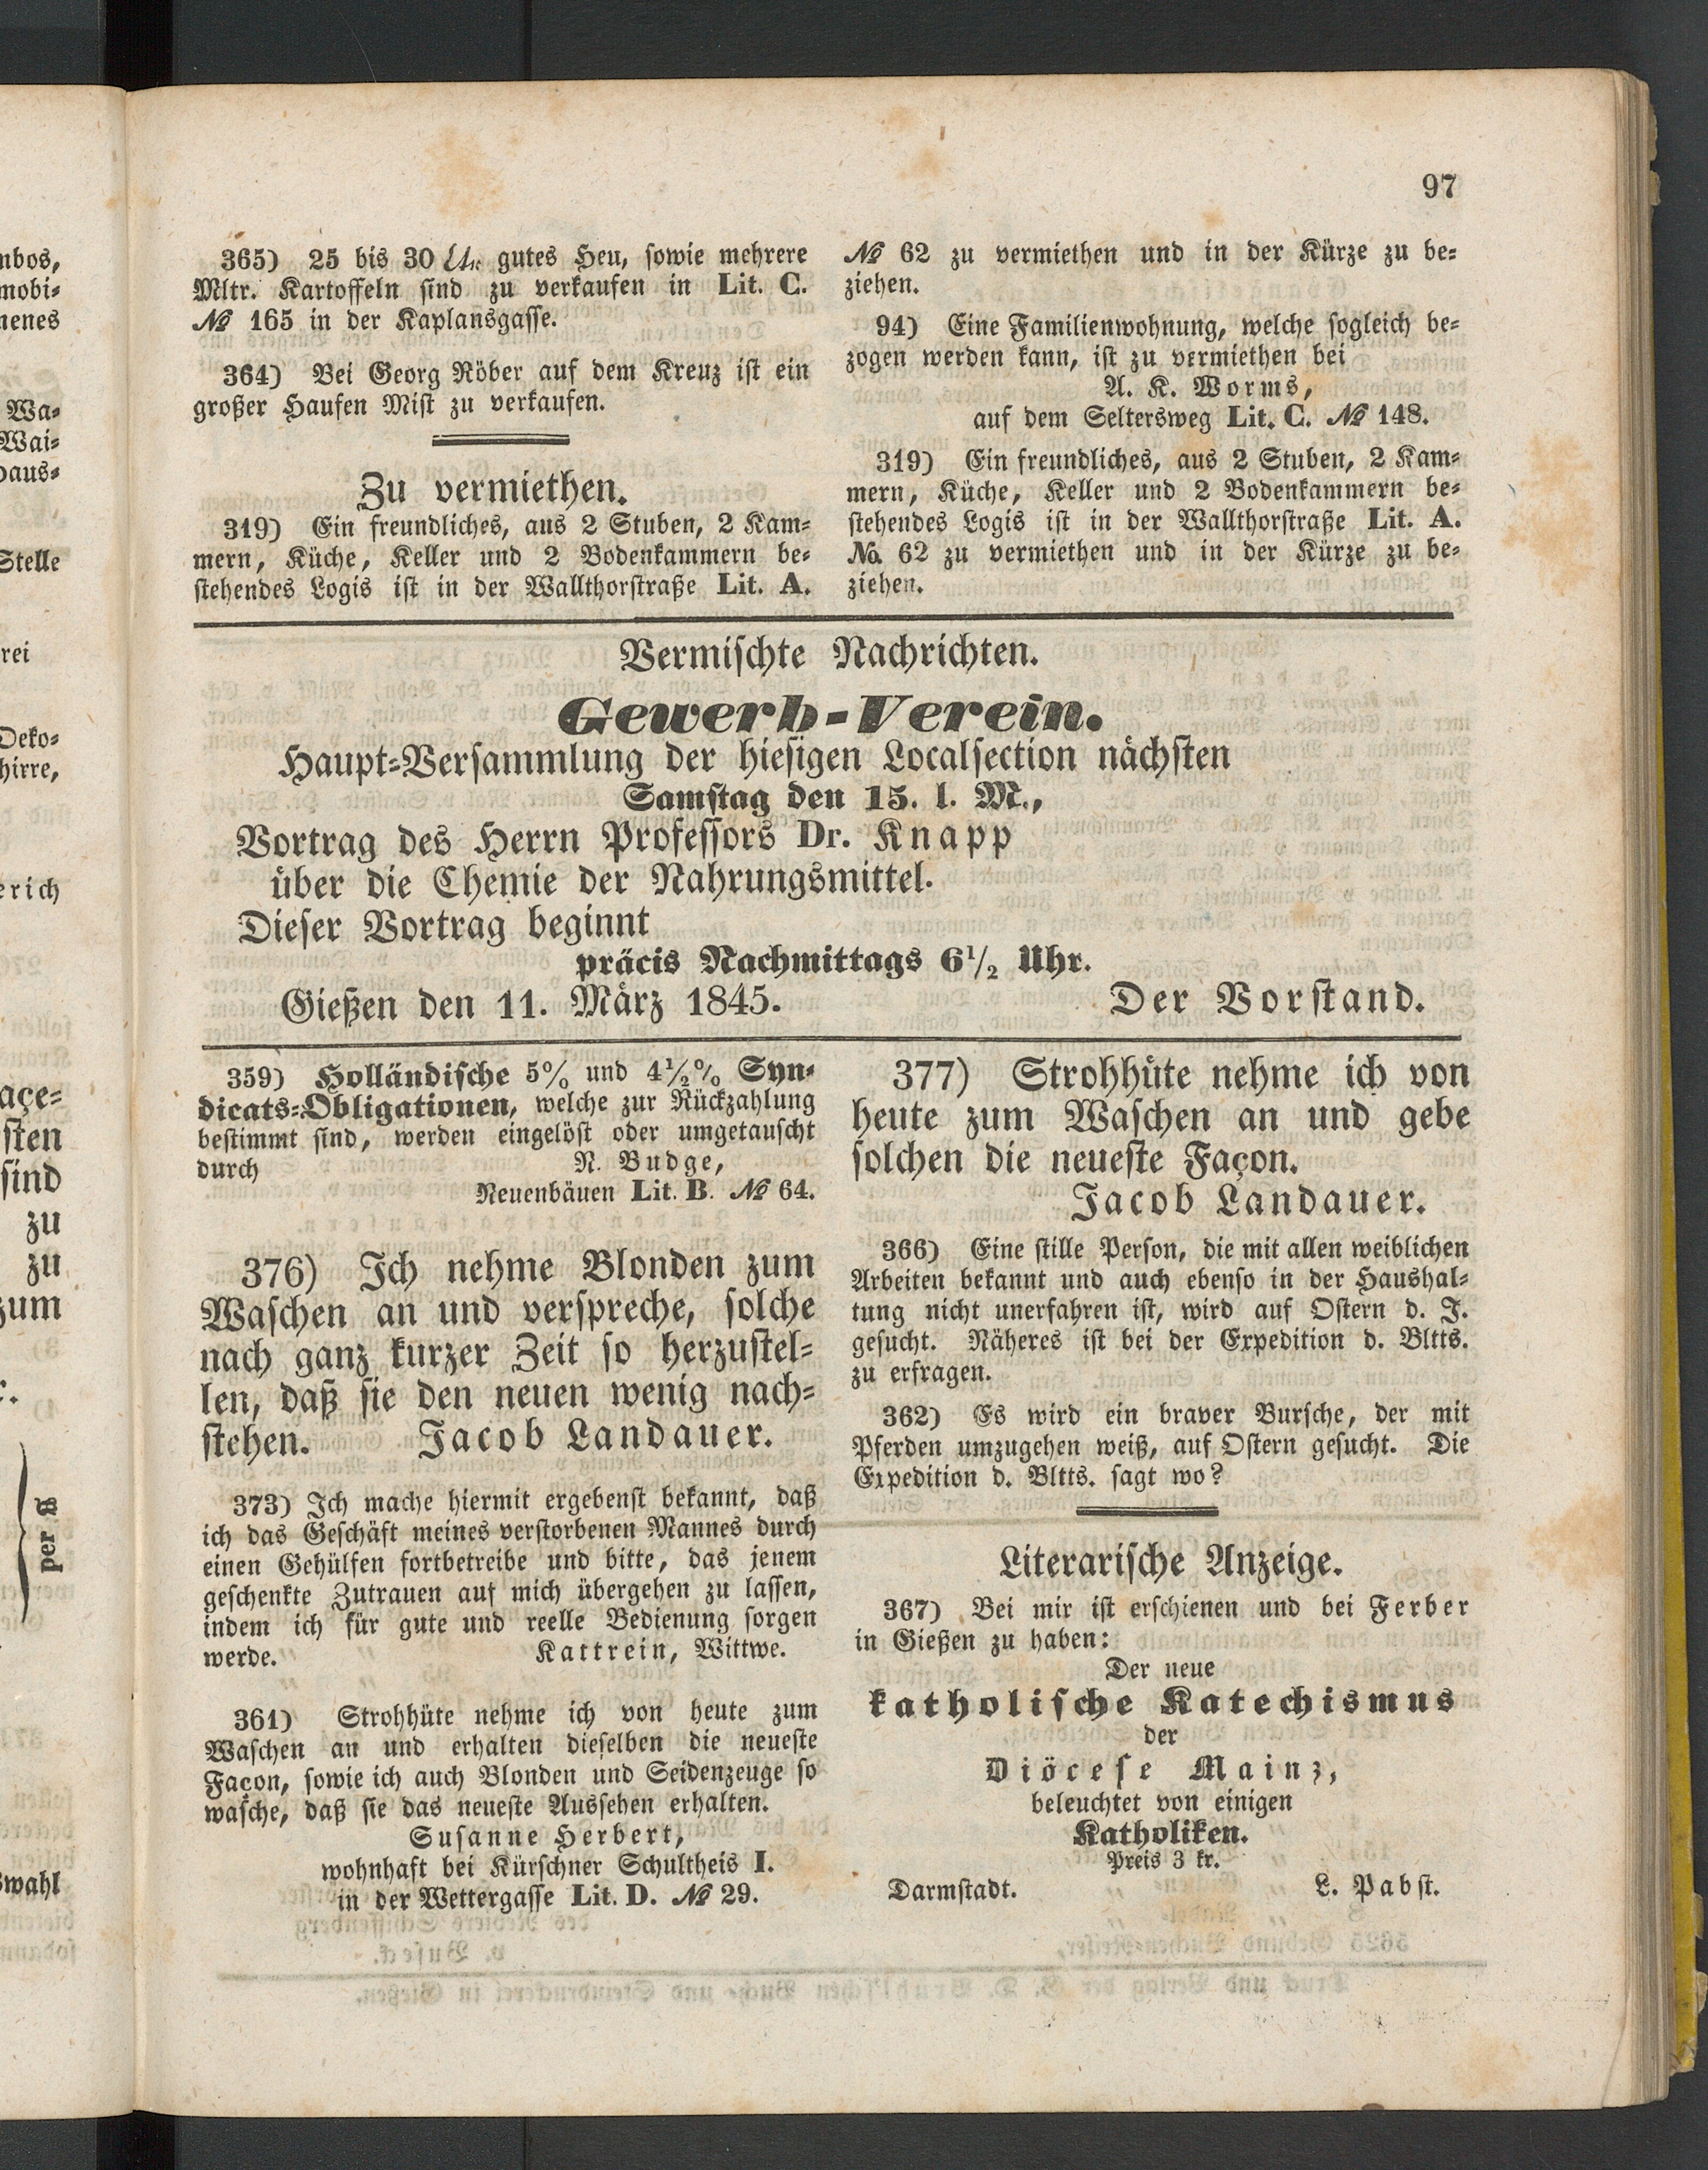 97
365) 25 bis 30 Ctr. gutes Heu, sowie mehrere
Mltr. Kartoffeln sind zu verkaufen in Lit. C.
№ 165 in der Kaplansgasse.
364) Bei Georg Röber auf dem Kreuz ist ein
großer Haufen Mist zu verkaufen.
Zu vermiethen.
319) Ein freundliches, aus 2 Stuben, 2 Kam-
mern, Küche, Keller und 2 Bodenkammern be-
stehendes Logis ist in der Wallthorstraße Lit. A.
№ 62 zu vermiethen und in der Kürze zu be-
ziehen.
94) Eine Familienwohnung, welche sogleich be-
zogen werden kann, ist zu vermiethen bei
A. K. Worms,
auf dem Seltersweg Lit. C. № 148.
319) Ein freundliches, aus 2 Stuben, 2 Kam-
mern, Küche, Keller und 2 Bodenkammern be-
stehendes Logis ist in der Wallthorstraße Lit. A.
No. 62 zu vermiethen und in der Kürze zu be-
ziehen.
Vermischte Nachrichten.
Gewerb-Verein.
Haupt-Versammlung der hiesigen Localsection nächsten
Samstag den 15. l. M.,
Vortrag des Herrn Professors Dr. Knapp
über die Chemie der Nahrungsmittel.
Dieser Vortrag beginnt
präcis Nachmittags 6½ Uhr.
Gießen den 11. März 1845. Der Vorstand.
359) Holländische 5% und 4½% Syn-
dicats-Obligationen, welche zur Rückzahlung
bestimmt sind, werden eingelöst oder umgetauscht
durch N. Budge,
Neuenbäuen Lit. B. № 64.
376) Ich nehme Blonden zum
Waschen an und verspreche, solche
nach ganz kurzer Zeit so herzustel-
len, daß sie den neuen wenig nach-
stehen. Jacob Landauer.
373) Ich mache hiermit ergebenst bekannt, daß
ich das Geschäft meines verstorbenen Mannes durch
einen Gehülfen fortbetreibe und bitte, das jenem
geschenkte Zutrauen auf mich übergehen zu lassen,
indem ich für gute und reelle Bedienung sorgen
werde. Kattrein, Wittwe.
361) Strohhüte nehme ich von heute zum
Waschen an und erhalten dieselben die neueste
Façon, sowie ich auch Blonden und Seidenzeuge so
wasche, daß sie das neueste Aussehen erhalten.
Susanne Herbert,
wohnhaft bei Kürschner Schultheis I.
in der Wettergasse Lit. D. № 29.
377) Strohhüte nehme ich von
heute zum Waschen an und gebe
solchen die neueste Façon.
Jacob Landauer.
366) Eine stille Person, die mit allen weiblichen
Arbeiten bekannt und auch ebenso in der Haushal-
tung nicht unerfahren ist, wird auf Ostern d. J.
gesucht. Näheres ist bei der Expedition d. Bltts.
zu erfragen.
362) Es wird ein braver Bursche, der mit
Pferden umzugehen weiß, auf Ostern gesucht. Die
Expedition d. Bltts. sagt wo?
Literarische Anzeige.
367) Bei mir ist erschienen und bei Ferber
in Gießen zu haben:
Der neue
katholische Katechismus
der
Diöcese Mainz,
beleuchtet von einigen
Katholiken.
Preis 3 kr.
Darmstadt. L. Pabst.